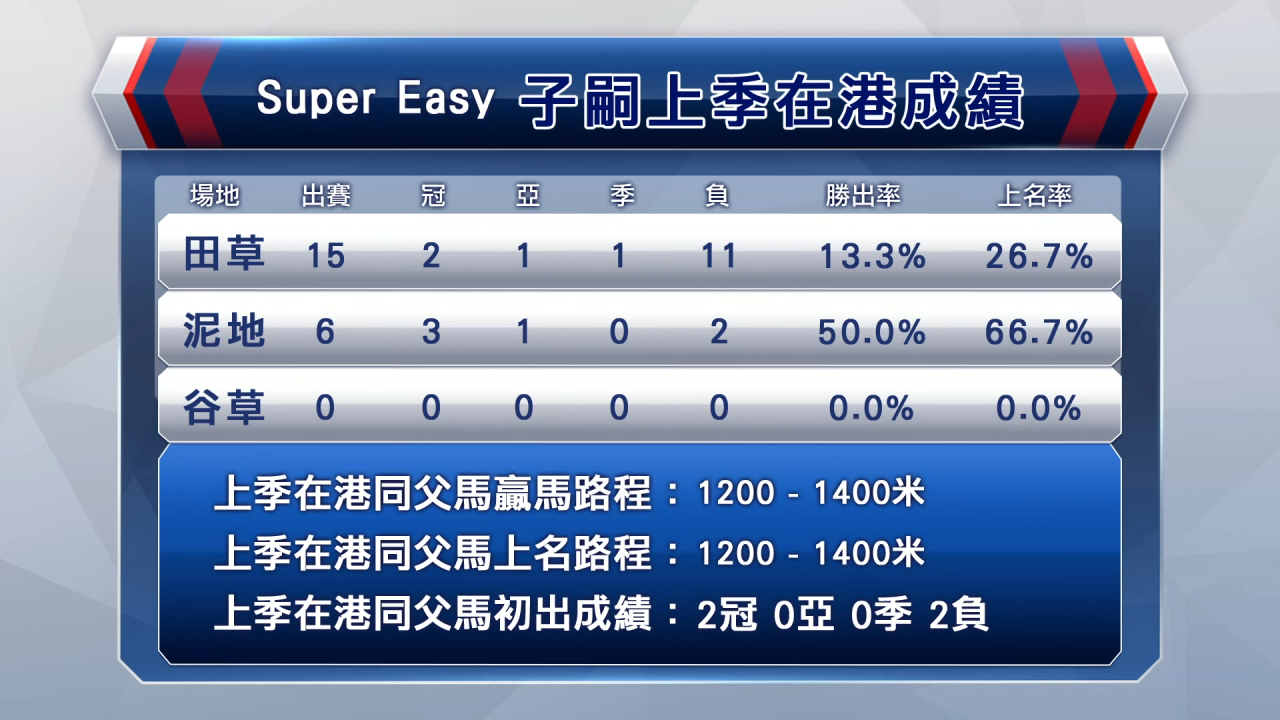 Super Easy 子嗣上季在港成績
場地 出賽 冠 亞 季 負 勝出率 上名率
田草 15 2 1 1 11 13.3% 26.7%
泥地 6 3 1 0 2 50.0% 66.7%
谷草 0 0 0 0 0 0.0% 0.0%
上季在港同父馬贏馬路程：1200 - 1400米
上季在港同父馬上名路程：1200 - 1400米
上季在港同父馬初出成績：2冠 0亞 0季 2負